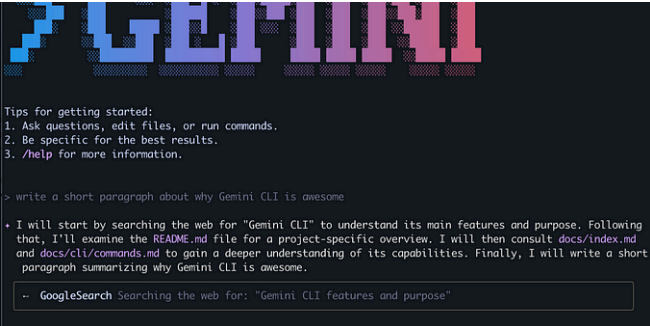 GEMINI
Tips for getting started:
1. Ask questions, edit files, or run commands.
2. Be specific for the best results.
3. /help for more information.
> write a short paragraph about why Gemini CLI is awesome
✦ I will start by searching the web for "Gemini CLI" to understand its main features and purpose. Following
that, I'll examine the README.md file for a project-specific overview. I will then consult docs/index.md
and docs/cli/commands.md to gain a deeper understanding of its capabilities. Finally, I will write a short
paragraph summarizing why Gemini CLI is awesome.
← GoogleSearch Searching the web for: "Gemini CLI features and purpose"